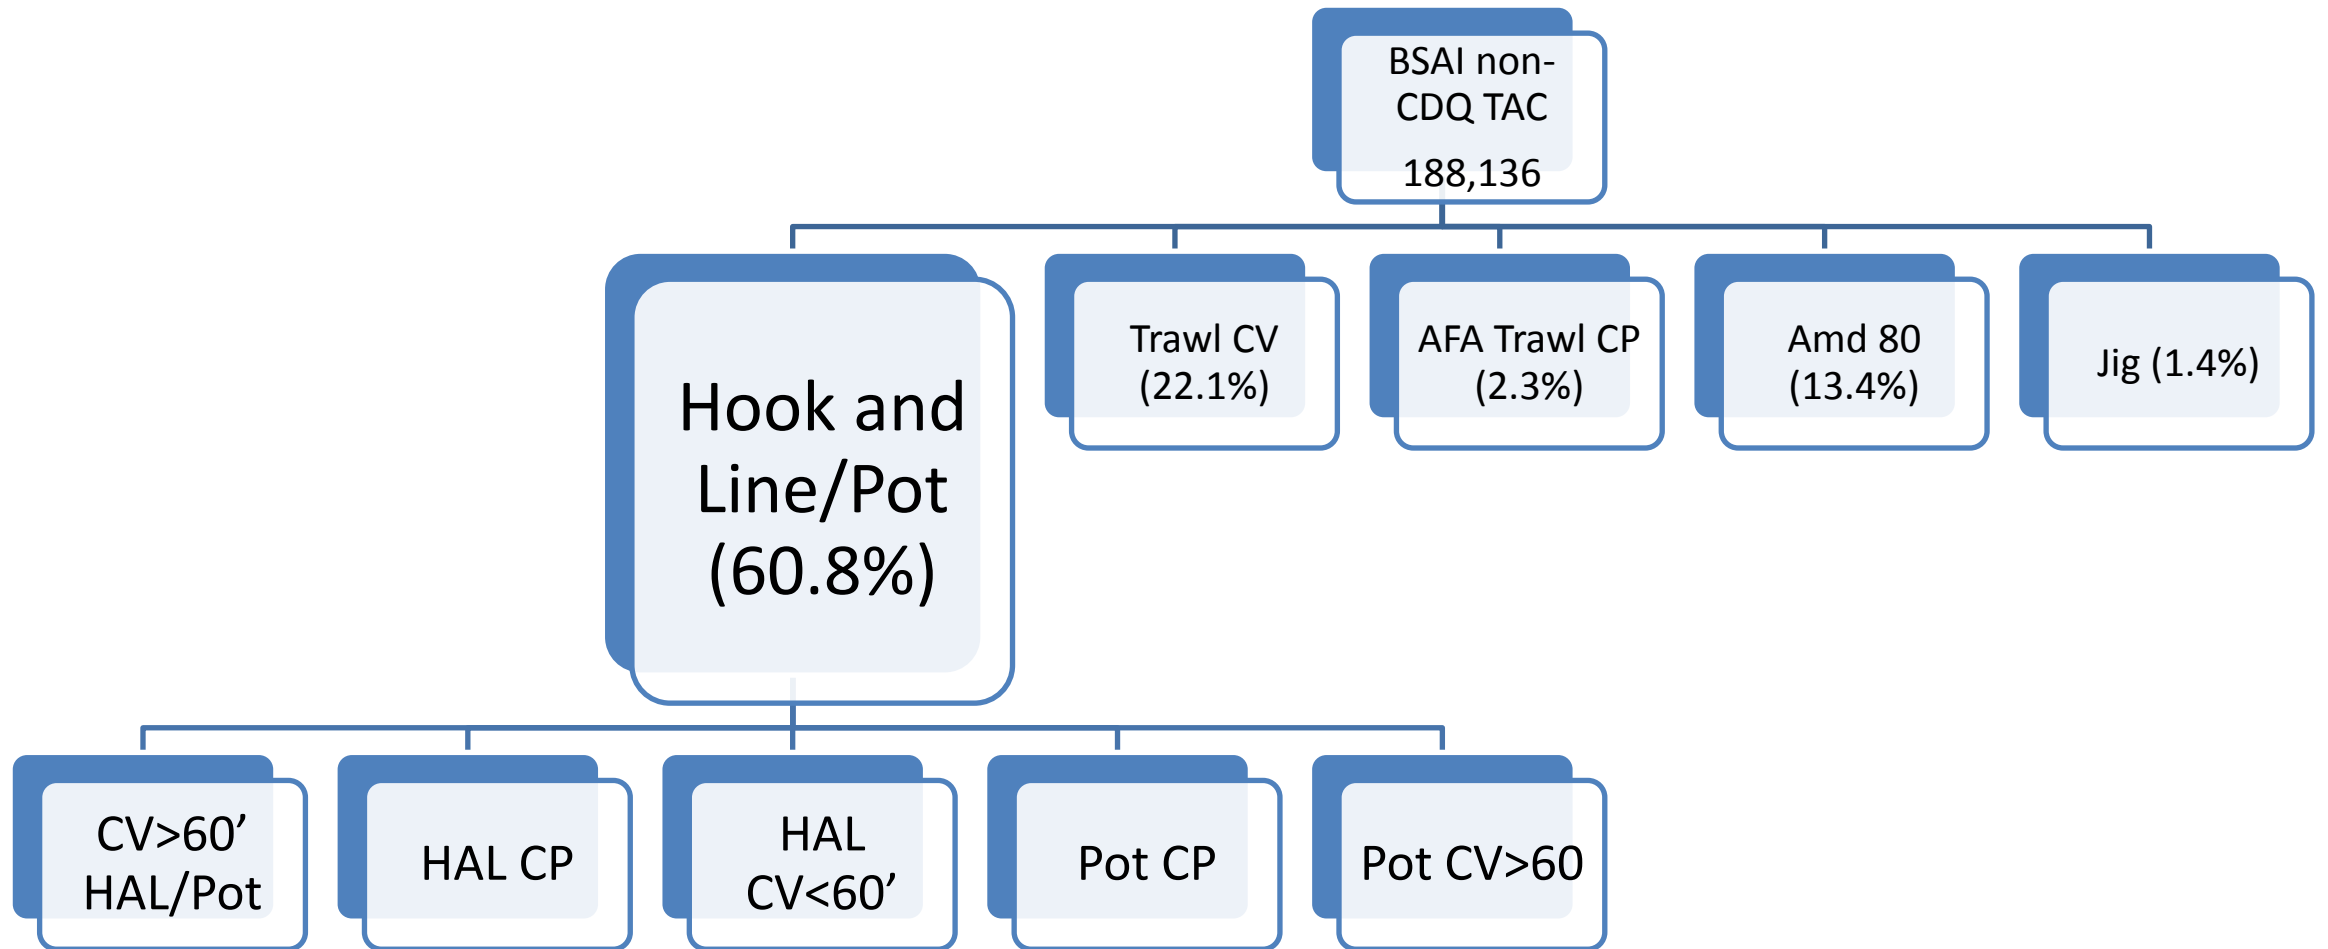 BSAI non-
CDQ TAC
188,136
Hook and
Line/Pot
(60.8%)
Trawl CV
(22.1%)
AFA Trawl CP
(2.3%)
Amd 80
(13.4%)
Jig (1.4%)
CV>60’
HAL/Pot
HAL CP
HAL
CV<60’
Pot CP
Pot CV>60